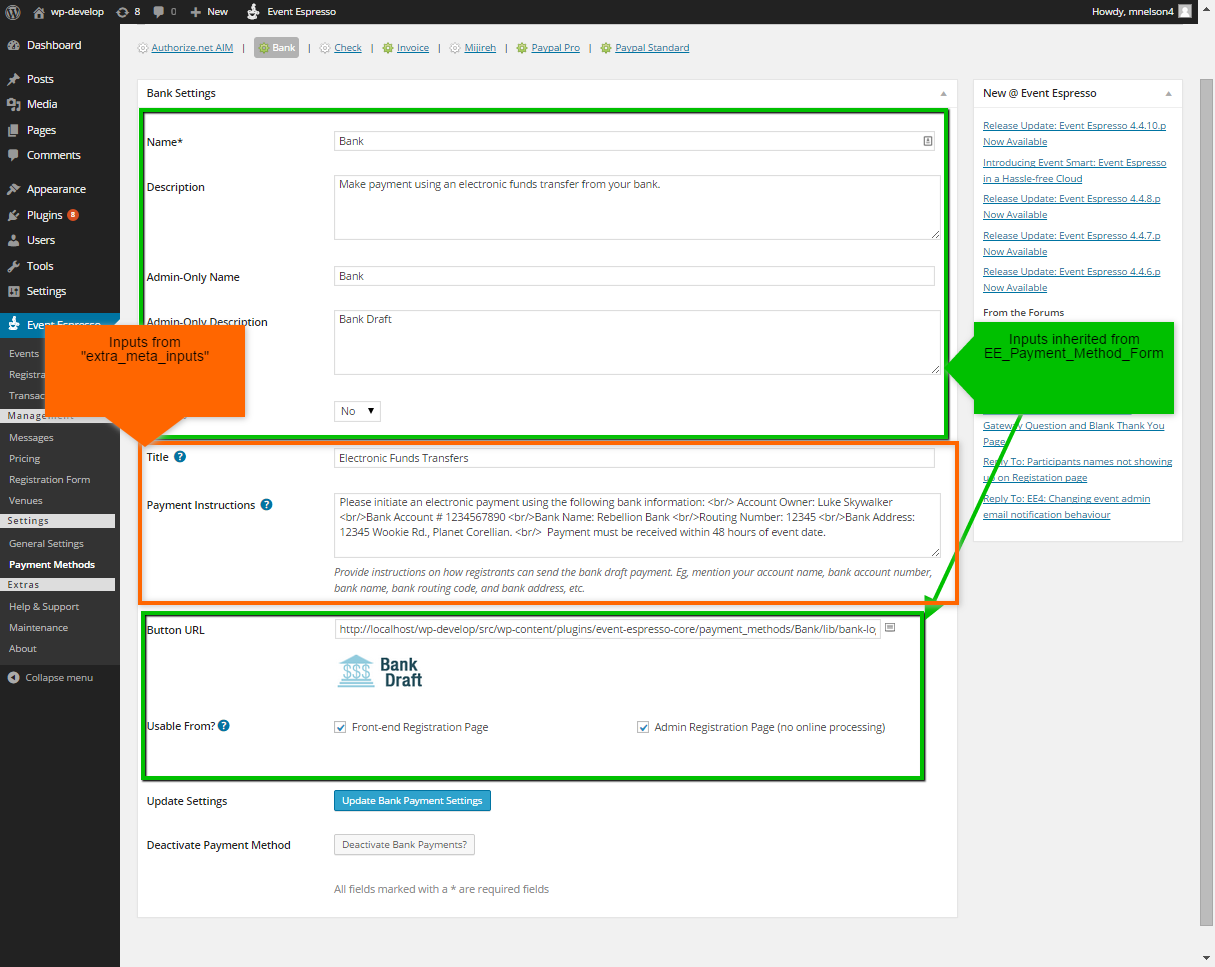 wp-develop 8 0 New Event Espresso Howdy, mnelson4
Dashboard
Posts
Media
Pages
Comments
Appearance
Plugins 8
Users
Tools
Settings
Event Espresso
Events
Registra
Transac
Management
Messages
Pricing
Registration Form
Venues
Settings
General Settings
Payment Methods
Extras
Help & Support
Maintenance
About
Collapse menu
Authorize.net AIM | Bank | Check | Invoice | Mijireh | Paypal Pro | Paypal Standard
Bank Settings
Name* Bank
Description Make payment using an electronic funds transfer from your bank.
Admin-Only Name Bank
Admin-Only Description Bank Draft
Inputs from
"extra_meta_inputs"
No
Title ? Electronic Funds Transfers
Payment Instructions ? Please initiate an electronic payment using the following bank information: <br/> Account Owner: Luke Skywalker
<br/>Bank Account # 1234567890 <br/>Bank Name: Rebellion Bank <br/>Routing Number: 12345 <br/>Bank Address:
12345 Wookie Rd., Planet Corellian. <br/> Payment must be received within 48 hours of event date.
Provide instructions on how registrants can send the bank draft payment. Eg, mention your account name, bank account number,
bank name, bank routing code, and bank address, etc.
Button URL http://localhost/wp-develop/src/wp-content/plugins/event-espresso-core/payment_methods/Bank/lib/bank-lo
$$$ Bank
Draft
Usable From? ? Front-end Registration Page Admin Registration Page (no online processing)
Update Settings Update Bank Payment Settings
Deactivate Payment Method Deactivate Bank Payments?
All fields marked with a * are required fields
New @ Event Espresso
Release Update: Event Espresso 4.4.10.p
Now Available
Introducing Event Smart: Event Espresso
in a Hassle-free Cloud
Release Update: Event Espresso 4.4.8.p
Now Available
Release Update: Event Espresso 4.4.7.p
Now Available
Release Update: Event Espresso 4.4.6.p
Now Available
From the Forums
Inputs inherited from
EE_Payment_Method_Form
Gateway Question and Blank Thank You
Page
Reply To: Participants names not showing
up on Registation page
Reply To: EE4: Changing event admin
email notification behaviour